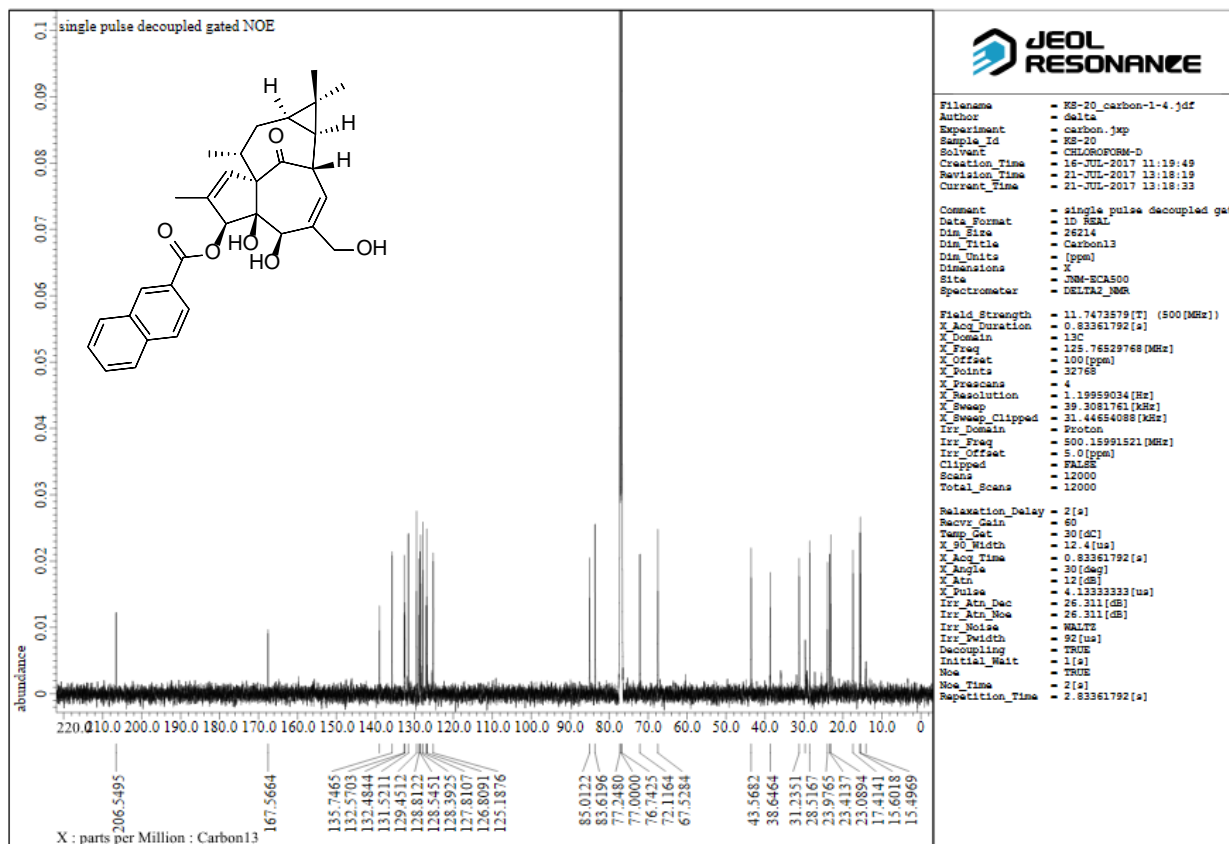 single pulse decoupled gated NOE
JEOL
RESONANCE
H
O
H
H
HO
HO
OH
O
O
abundance
0.1
0.09
0.08
0.07
0.06
0.05
0.04
0.03
0.02
0.01
0
220.0 210.0 200.0 190.0 180.0 170.0 160.0 150.0 140.0 130.0 120.0 110.0 100.0 90.0 80.0 70.0 60.0 50.0 40.0 30.0 20.0 10.0 0
206.5495
167.5664
135.7465
132.5703
132.4844
131.5211
129.4512
128.8122
128.5451
128.3925
127.8107
126.8091
125.1876
85.0122
83.6196
77.2480
77.0000
76.7425
72.1164
67.5284
43.5682
38.6464
31.2351
28.5167
23.9765
23.4137
23.0894
17.4141
15.6018
15.4969
X : parts per Million : Carbon13
Filename = KS-20_carbon-1-4.jdf
Author = delta
Experiment = carbon.jxp
Sample_Id = KS-20
Solvent = CHLOROFORM-D
Creation_Time = 16-JUL-2017 11:19:49
Revision_Time = 21-JUL-2017 13:18:19
Current_Time = 21-JUL-2017 13:18:33
Comment = single pulse decoupled gat
Data_Format = 1D REAL
Dim_Size = 26214
Dim_Title = Carbon13
Dim_Units = [ppm]
Dimensions = X
Site = JNM-ECA500
Spectrometer = DELTA2_NMR
Field_Strength = 11.7473579[T] (500[MHz])
X_Acq_Duration = 0.83361792[s]
X_Domain = 13C
X_Freq = 125.76529768[MHz]
X_Offset = 100[ppm]
X_Points = 32768
X_Prescans = 4
X_Resolution = 1.19959034[Hz]
X_Sweep = 39.3081761[kHz]
X_Sweep_Clipped = 31.44654088[kHz]
Irr_Domain = Proton
Irr_Freq = 500.15991521[MHz]
Irr_Offset = 5.0[ppm]
Clipped = FALSE
Scans = 12000
Total_Scans = 12000
Relaxation_Delay = 2[s]
Recvr_Gain = 60
Temp_Get = 30[dC]
X_90_Width = 12.4[us]
X_Acq_Time = 0.83361792[s]
X_Angle = 30[deg]
X_Atn = 12[dB]
X_Pulse = 4.13333333[us]
Irr_Atn_Dec = 26.311[dB]
Irr_Atn_Noe = 26.311[dB]
Irr_Noise = WALTZ
Irr_Pwidth = 92[us]
Decoupling = TRUE
Initial_Wait = 1[s]
Noe = TRUE
Noe_Time = 2[s]
Repetition_Time = 2.83361792[s]